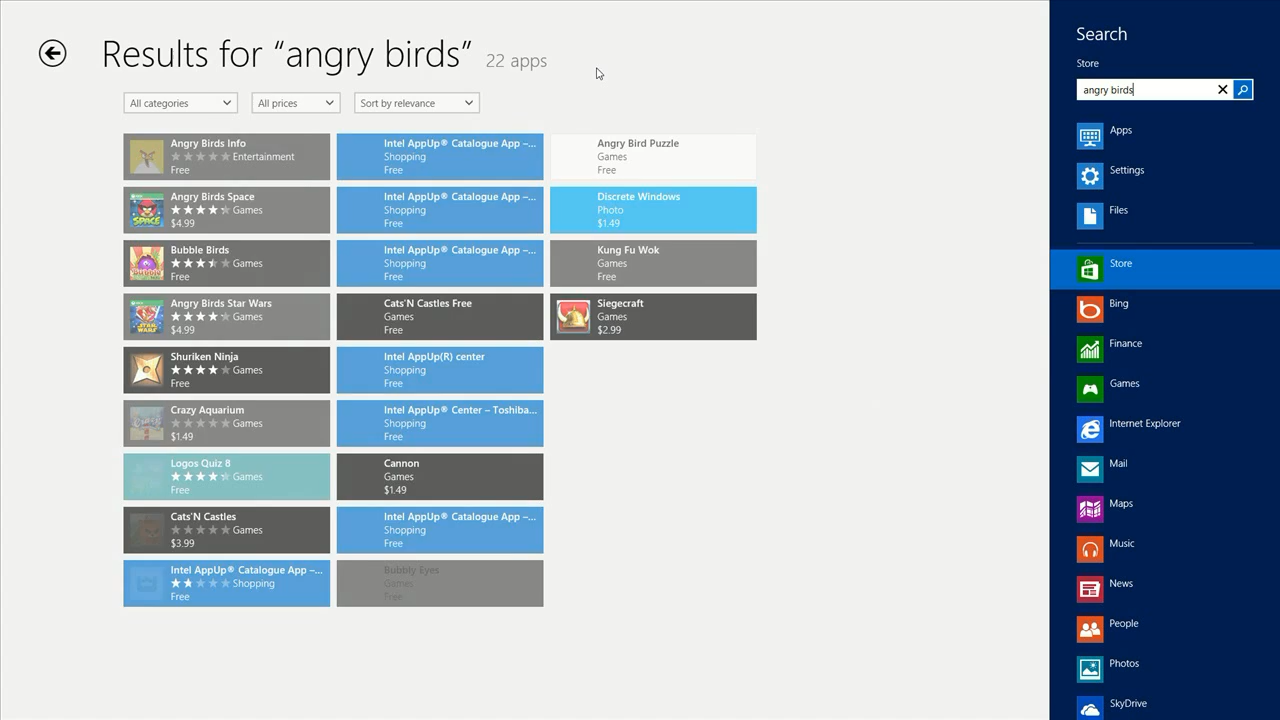 Results for “angry birds” 22 apps
All categories
All prices
Sort by relevance
Angry Birds Info
Entertainment
Free
Angry Birds Space
Games
$4.99
Bubble Birds
Games
Free
Angry Birds Star Wars
Games
$4.99
Shuriken Ninja
Games
Free
Crazy Aquarium
Games
$1.49
Logos Quiz 8
Games
Free
Cats'N Castles
Games
$3.99
Intel AppUp® Catalogue App –...
Shopping
Free
Intel AppUp® Catalogue App –...
Shopping
Free
Intel AppUp® Catalogue App –...
Shopping
Free
Intel AppUp® Catalogue App –...
Shopping
Free
Cats'N Castles Free
Games
Free
Intel AppUp(R) center
Shopping
Free
Intel AppUp® Center – Toshiba...
Shopping
Free
Cannon
Games
$1.49
Intel AppUp® Catalogue App –...
Shopping
Free
Bubbly Eyes
Games
Free
Angry Bird Puzzle
Games
Free
Discrete Windows
Photo
$1.49
Kung Fu Wok
Games
Free
Siegecraft
Games
$2.99
Search
Store
angry birds
Apps
Settings
Files
Store
Bing
Finance
Games
Internet Explorer
Mail
Maps
Music
News
People
Photos
SkyDrive